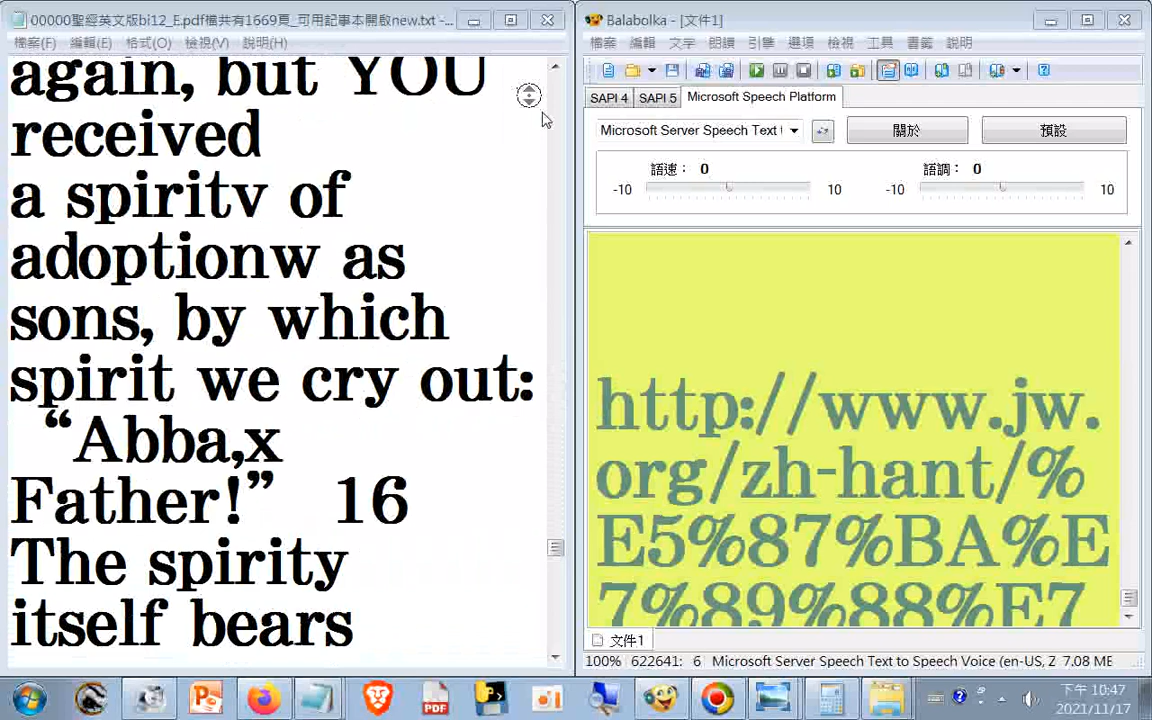 00000聖經英文版bi12_E.pdf檔共有1669頁_可用記事本開啟new.txt -...
檔案(F) 編輯(E) 格式(O) 檢視(V) 說明(H)
again, but YOU
received
a spiritv of
adoptionw as
sons, by which
spirit we cry out:
“Abba,x
Father!” 16
The spirity
itself bears
Balabolka - [文件1]
檔案 編輯 文字 朗讀 引擎 選項 檢視 工具 書籤 說明
SAPI 4 SAPI 5 Microsoft Speech Platform
Microsoft Server Speech Text 關於 預設
語速： 0 語調： 0
-10 10 -10 10
http://www.jw.
org/zh-hant/%
E5%87%BA%E
7%89%88%E7
文件1
100% 622641: 6 Microsoft Server Speech Text to Speech Voice (en-US, Z 7.08 ME
PDF
下午 10:47
2021/11/17